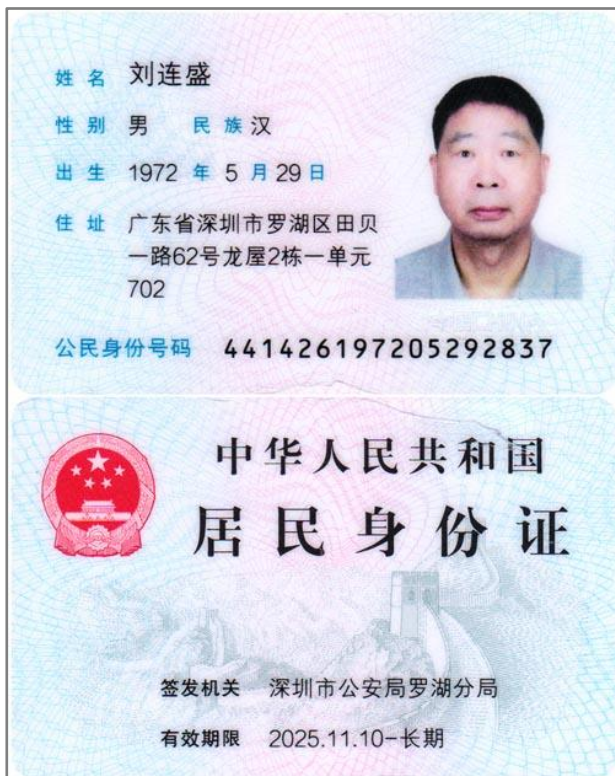 姓名 刘连盛
性别 男 民族 汉
出生 1972 年 5 月 29 日
住址 广东省深圳市罗湖区田贝
一路62号龙屋2栋一单元
702
公民身份号码 441426197205292837
中华人民共和国
居民身份证
签发机关 深圳市公安局罗湖分局
有效期限 2025.11.10-长期